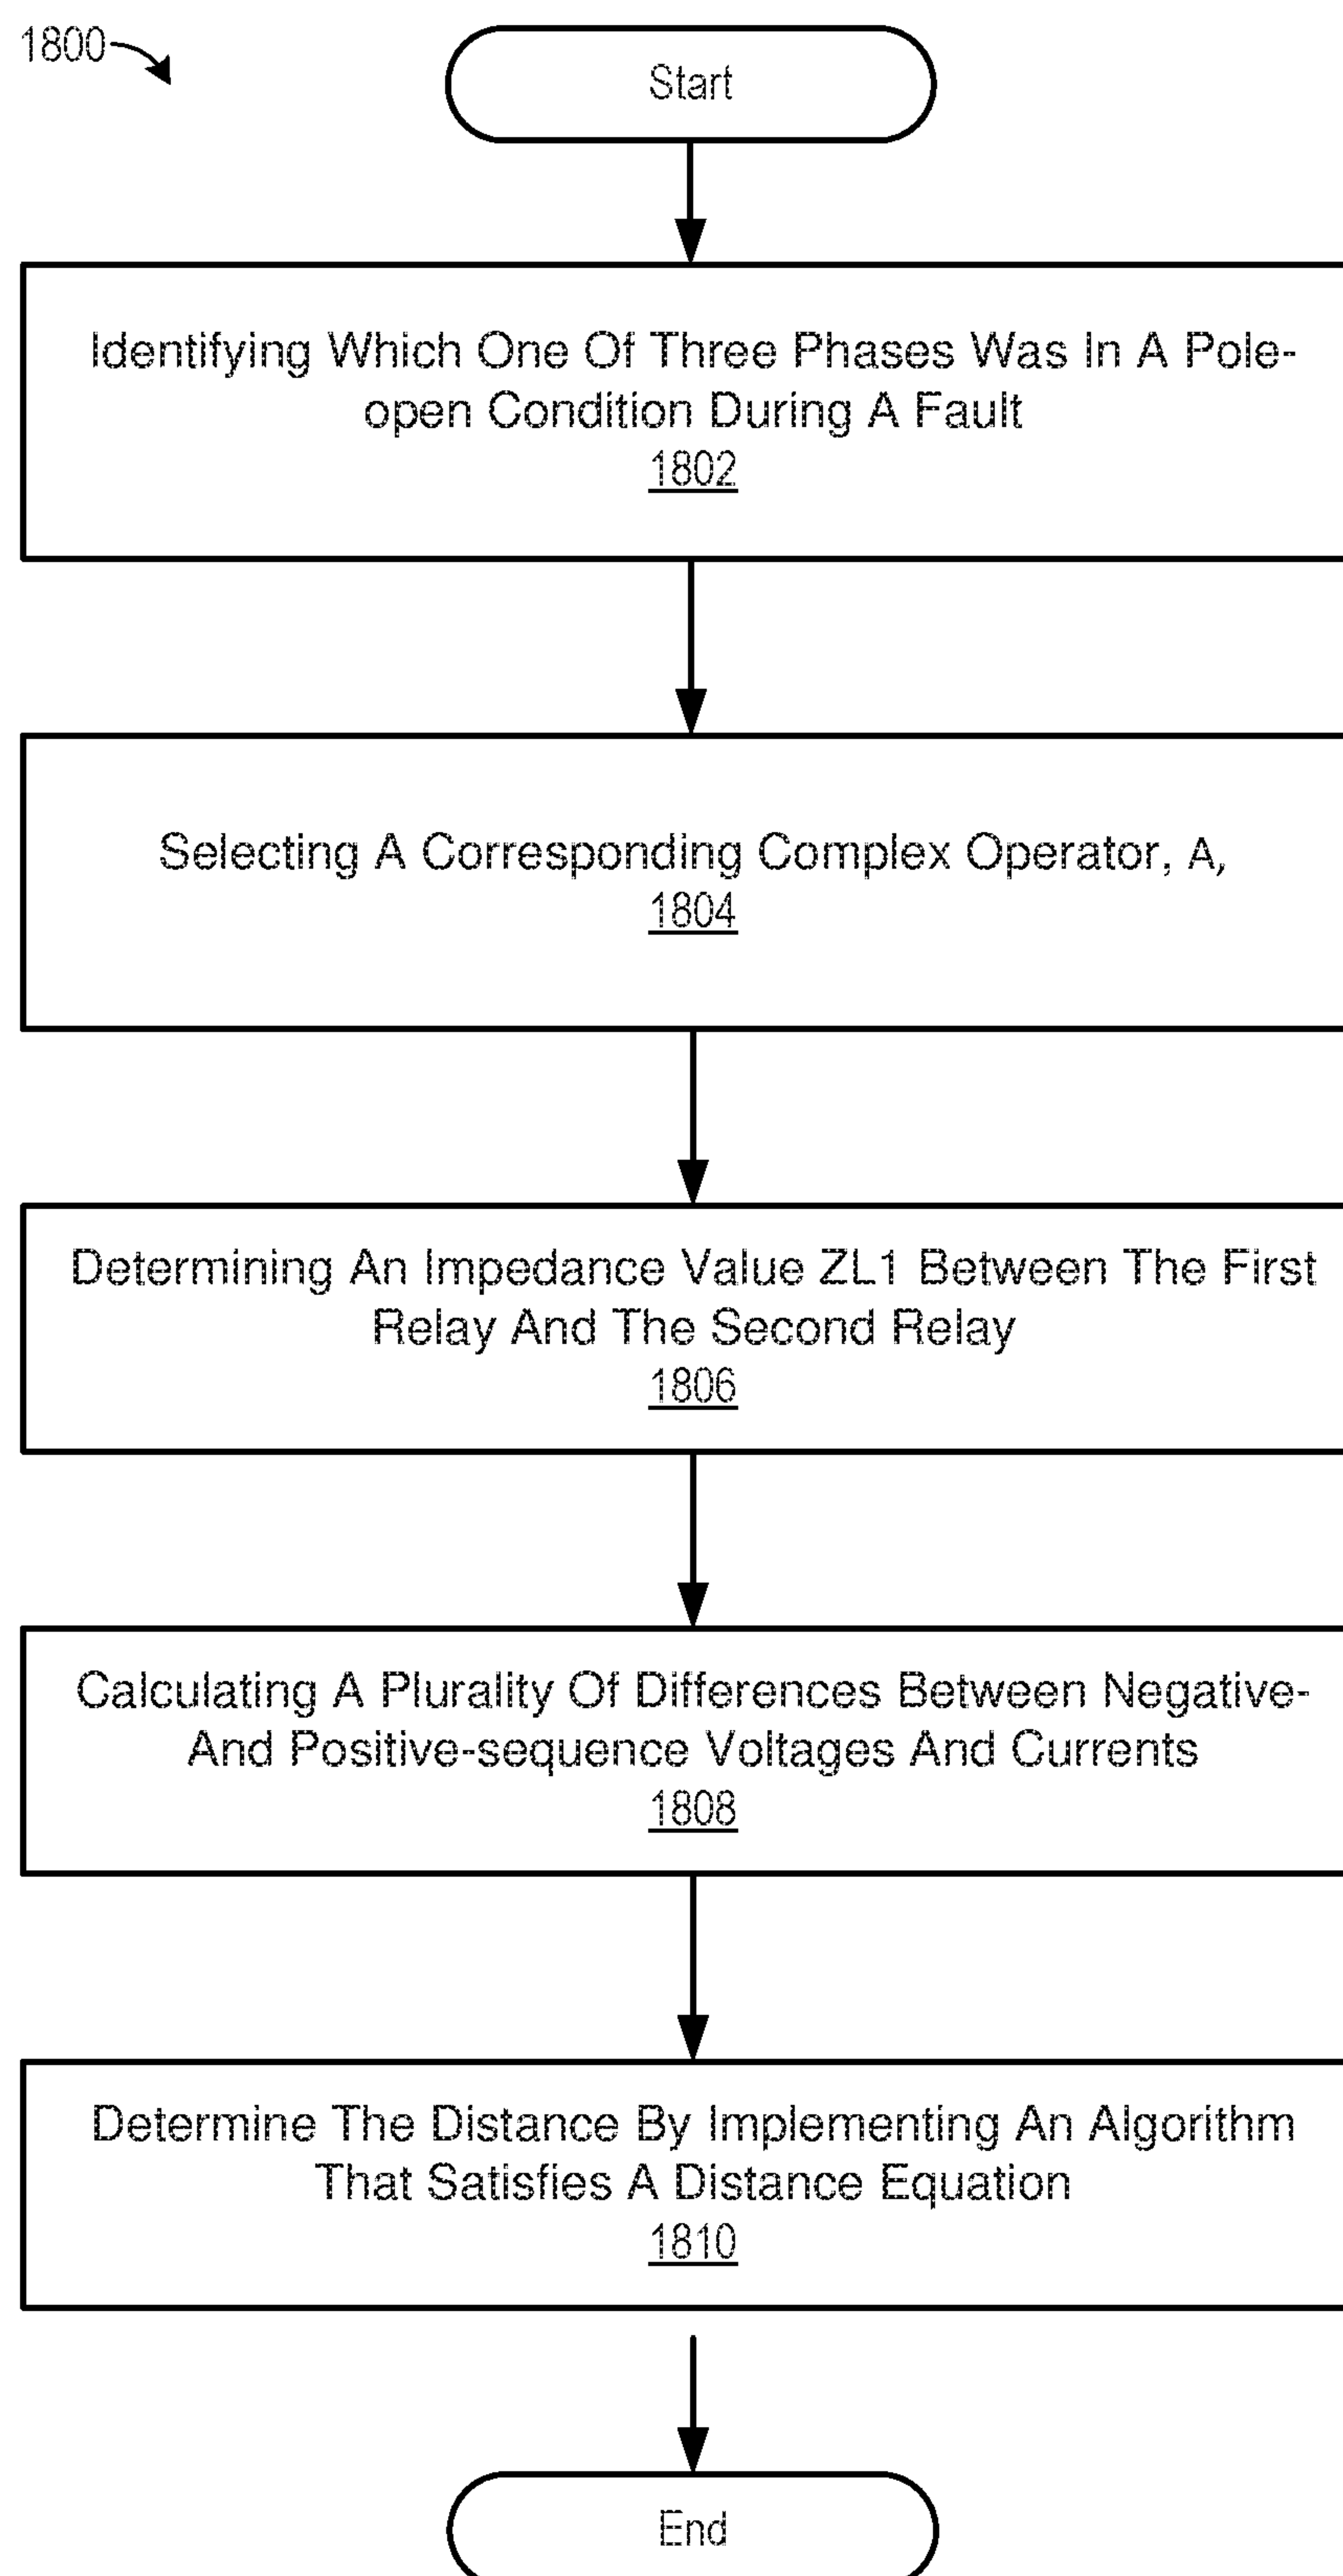 1800
Start
Identifying Which One Of Three Phases Was In A Pole-
open Condition During A Fault
1802
Selecting A Corresponding Complex Operator, A,
1804
Determining An Impedance Value ZL1 Between The First
Relay And The Second Relay
1806
Calculating A Plurality Of Differences Between Negative-
And Positive-sequence Voltages And Currents
1808
Determine The Distance By Implementing An Algorithm
That Satisfies A Distance Equation
1810
End